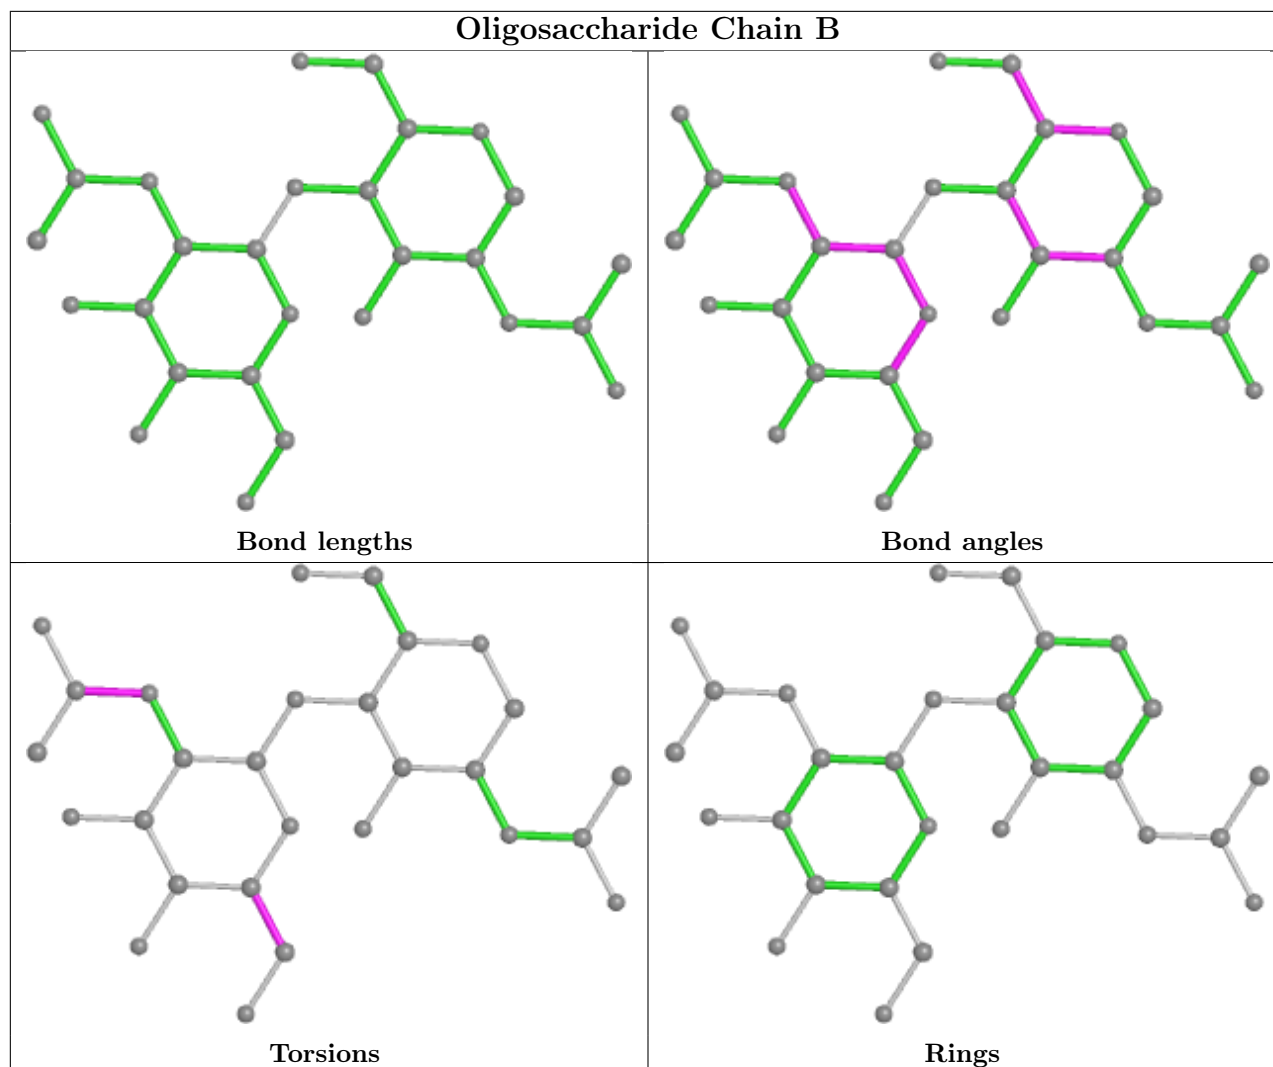 Oligosaccharide Chain B
Bond lengths
Bond angles
Torsions
Rings